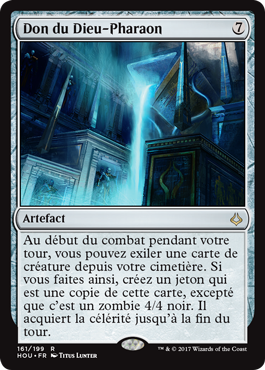 Don du Dieu-Pharaon 7
Artefact
Au début du combat pendant votre
tour, vous pouvez exiler une carte de
créature depuis votre cimetière. Si
vous faites ainsi, créez un jeton qui
est une copie de cette carte, excepté
que c'est un zombie 4/4 noir. Il
acquiert la célérité jusqu'à la fin du
tour.
161/199 R
HOU • FR Titus Lunter
™ & © 2017 Wizards of the Coast